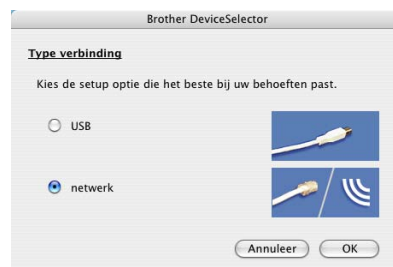 Brother DeviceSelector
Type verbinding
Kies de setup optie die het beste bij uw behoeften past.
USB
netwerk
Annuleer OK